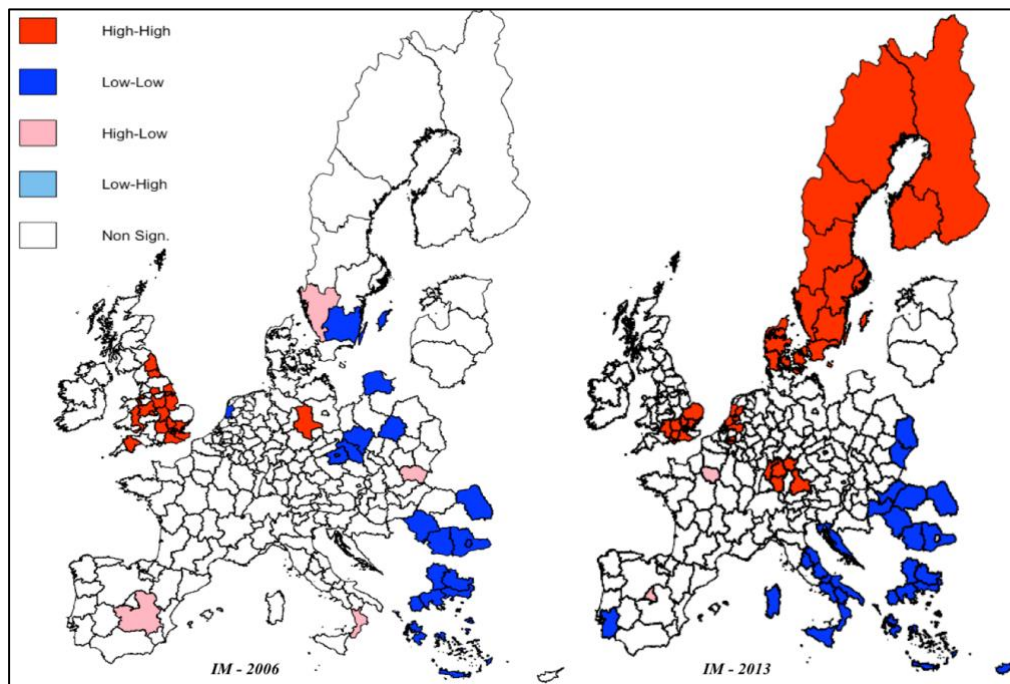 High-High
Low-Low
High-Low
Low-High
Non Sign.
IM - 2006
IM - 2013